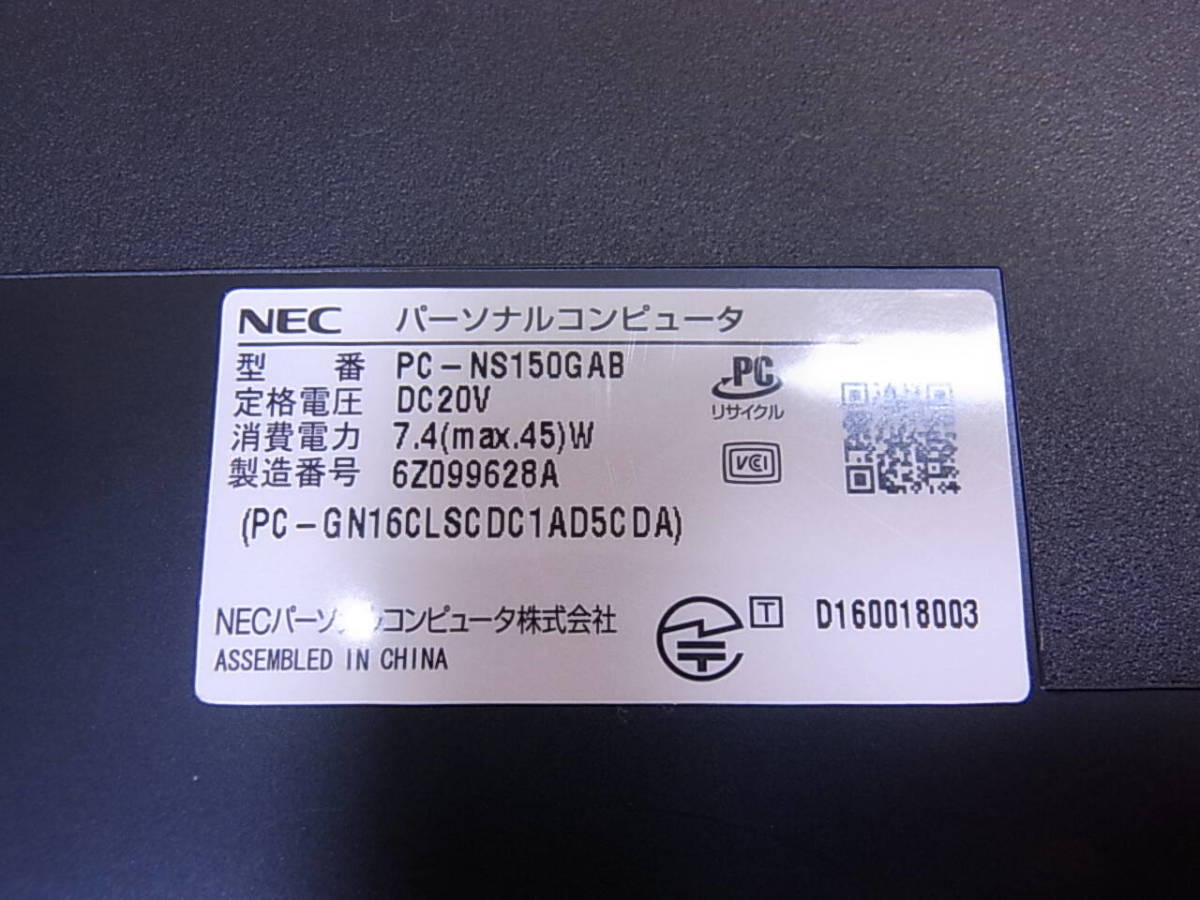 NEC パーソナルコンピュータ
型 番 PC-NS150GAB
定格電圧 DC20V
消費電力 7.4(max.45)W
製造番号 6Z099628A
(PC-GN16CLSCDC1AD5CDA)
PC
リサイクル
VCI
NECパーソナルコンピュータ株式会社
ASSEMBLED IN CHINA
T D160018003